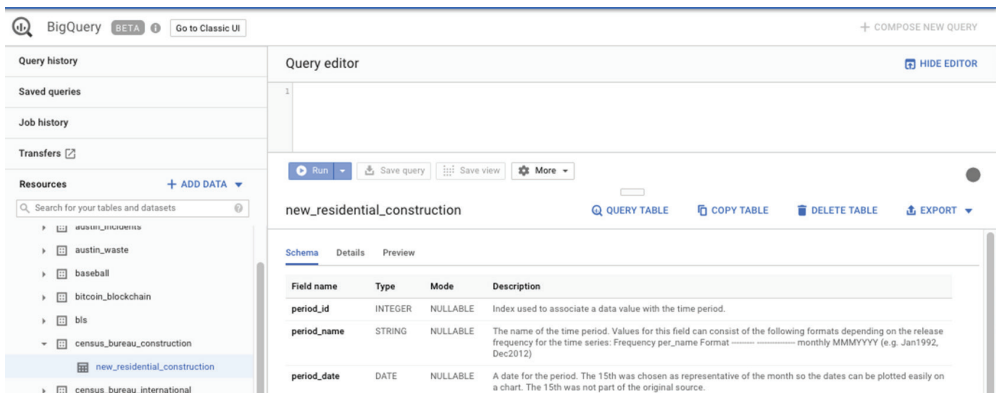 BigQuery BETA Go to Classic UI + COMPOSE NEW QUERY
Query history
Saved queries
Job history
Transfers
Resources + ADD DATA
Search for your tables and datasets
austin_incidents
austin_waste
baseball
bitcoin_blockchain
bls
census_bureau_construction
new_residential_construction
census_bureau_international
Query editor HIDE EDITOR
1
Run Save query Save view More
new_residential_construction QUERY TABLE COPY TABLE DELETE TABLE EXPORT
Schema Details Preview
Field name Type Mode Description
period_id INTEGER NULLABLE Index used to associate a data value with the time period.
period_name STRING NULLABLE The name of the time period. Values for this field can consist of the following formats depending on the release
frequency for the time series: Frequency per_name Format --------- --------------- monthly MMMYYYY (e.g. Jan1992,
Dec2012)
period_date DATE NULLABLE A date for the period. The 15th was chosen as representative of the month so the dates can be plotted easily on
a chart. The 15th was not part of the original source.